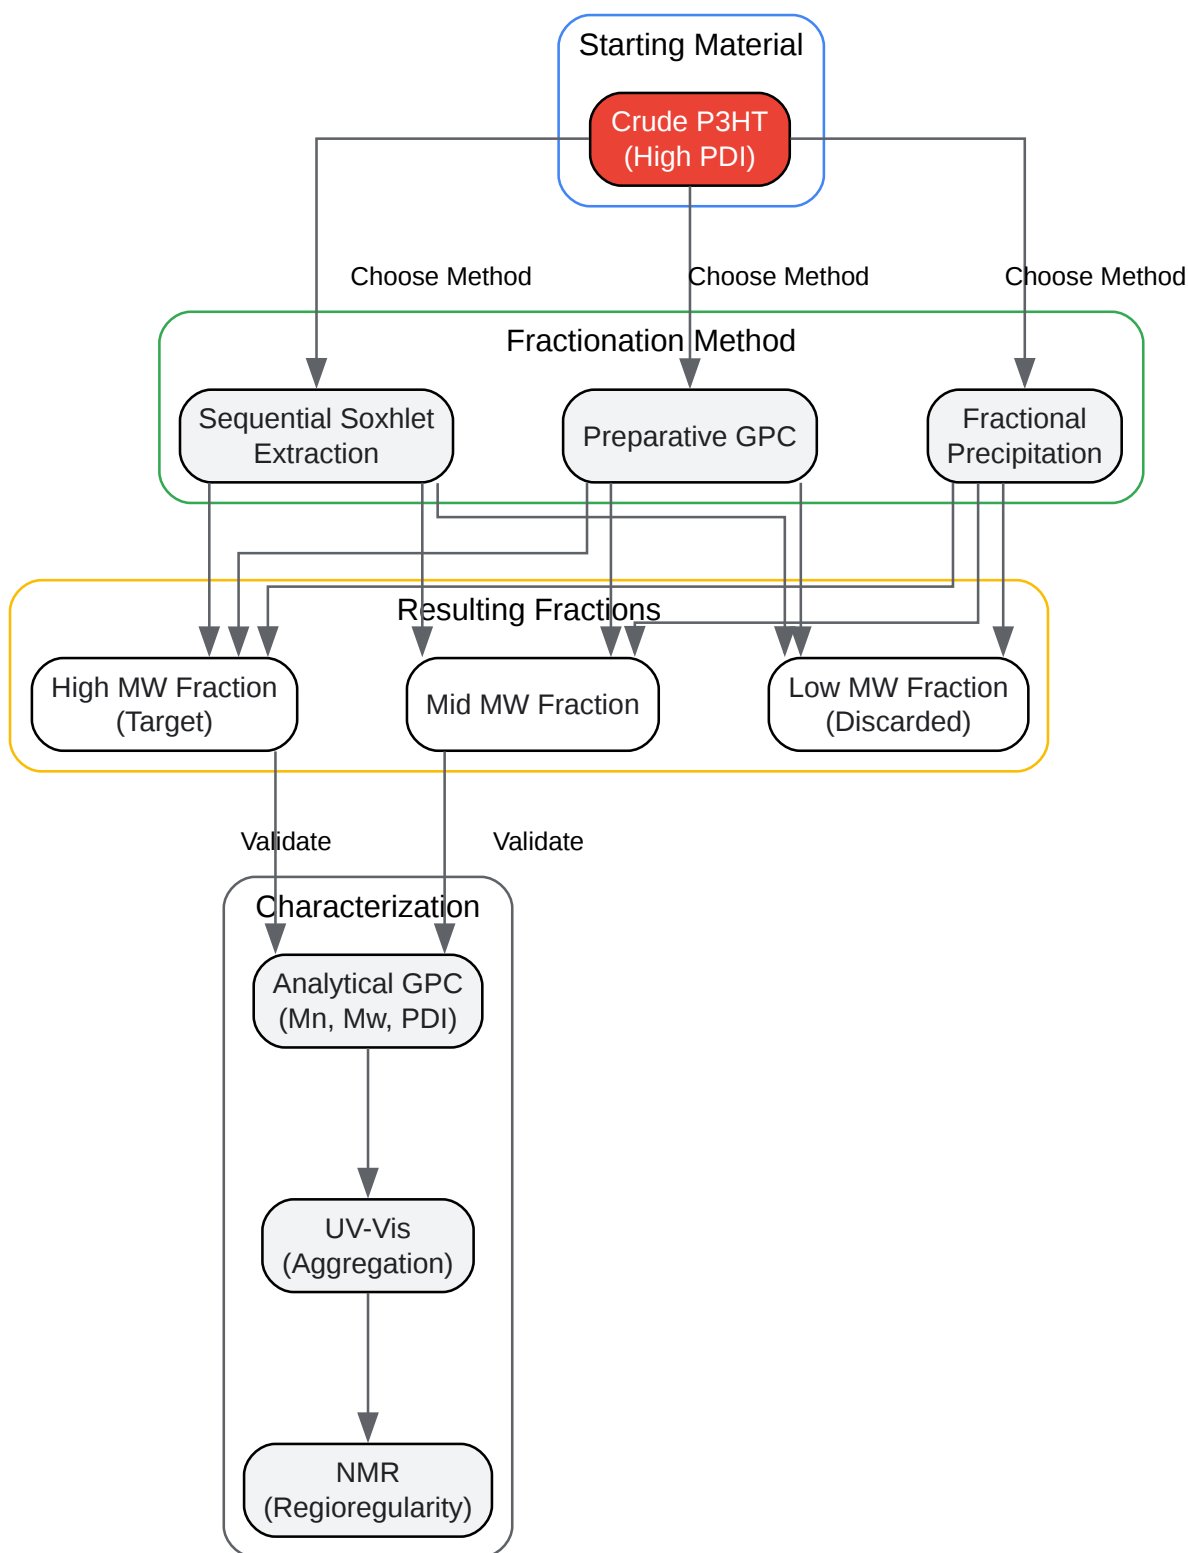 Starting Material
Crude P3HT
(High PDI)
Choose Method
Choose Method
Choose Method
Fractionation Method
Sequential Soxhlet
Extraction
Preparative GPC
Fractional
Precipitation
Resulting Fractions
High MW Fraction
(Target)
Mid MW Fraction
Low MW Fraction
(Discarded)
Validate
Validate
Characterization
Analytical GPC
(Mn, Mw, PDI)
UV-Vis
(Aggregation)
NMR
(Regioregularity)